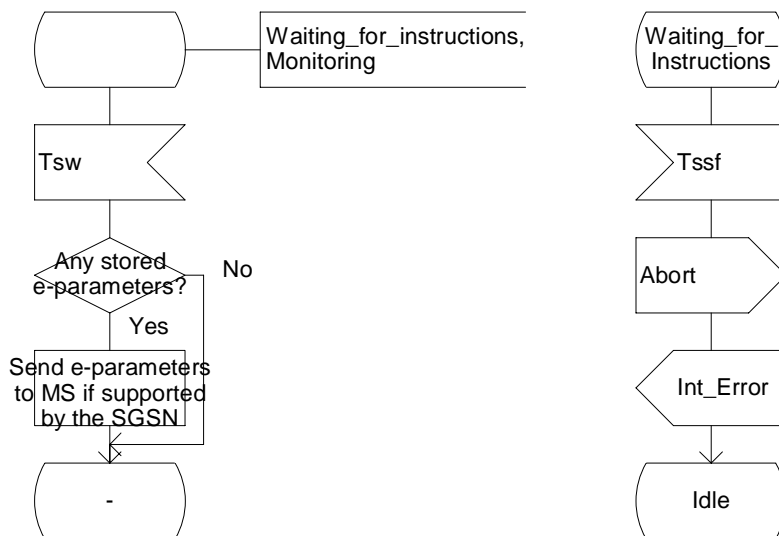 Waiting_for_instructions,
Monitoring
Tsw
Any stored
e-parameters?
No
Yes
Send e-parameters
to MS if supported
by the SGSN
-
Waiting_for_
Instructions
Tssf
Abort
Int_Error
Idle